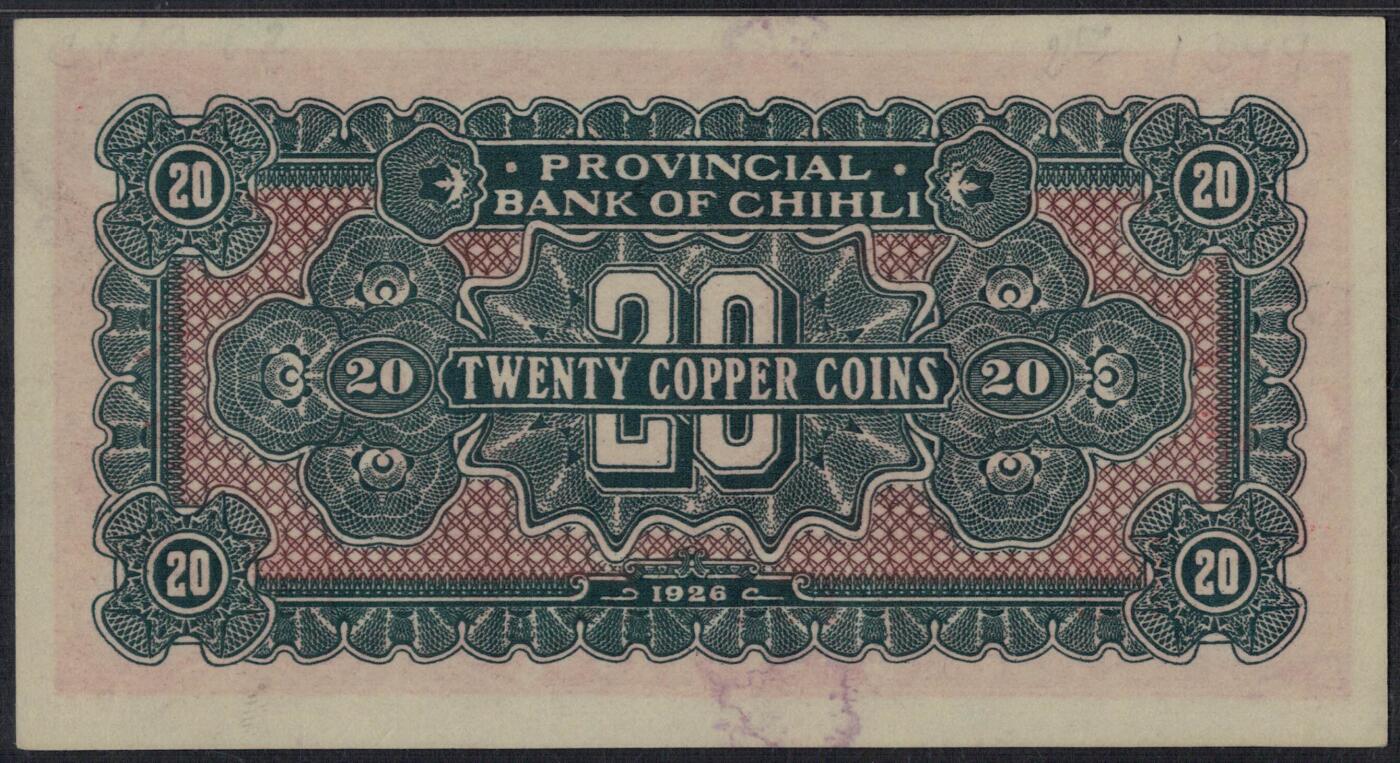 20 20
· PROVINCIAL ·
BANK OF CHIHLI
20
20 TWENTY COPPER COINS 20
20 20
1926